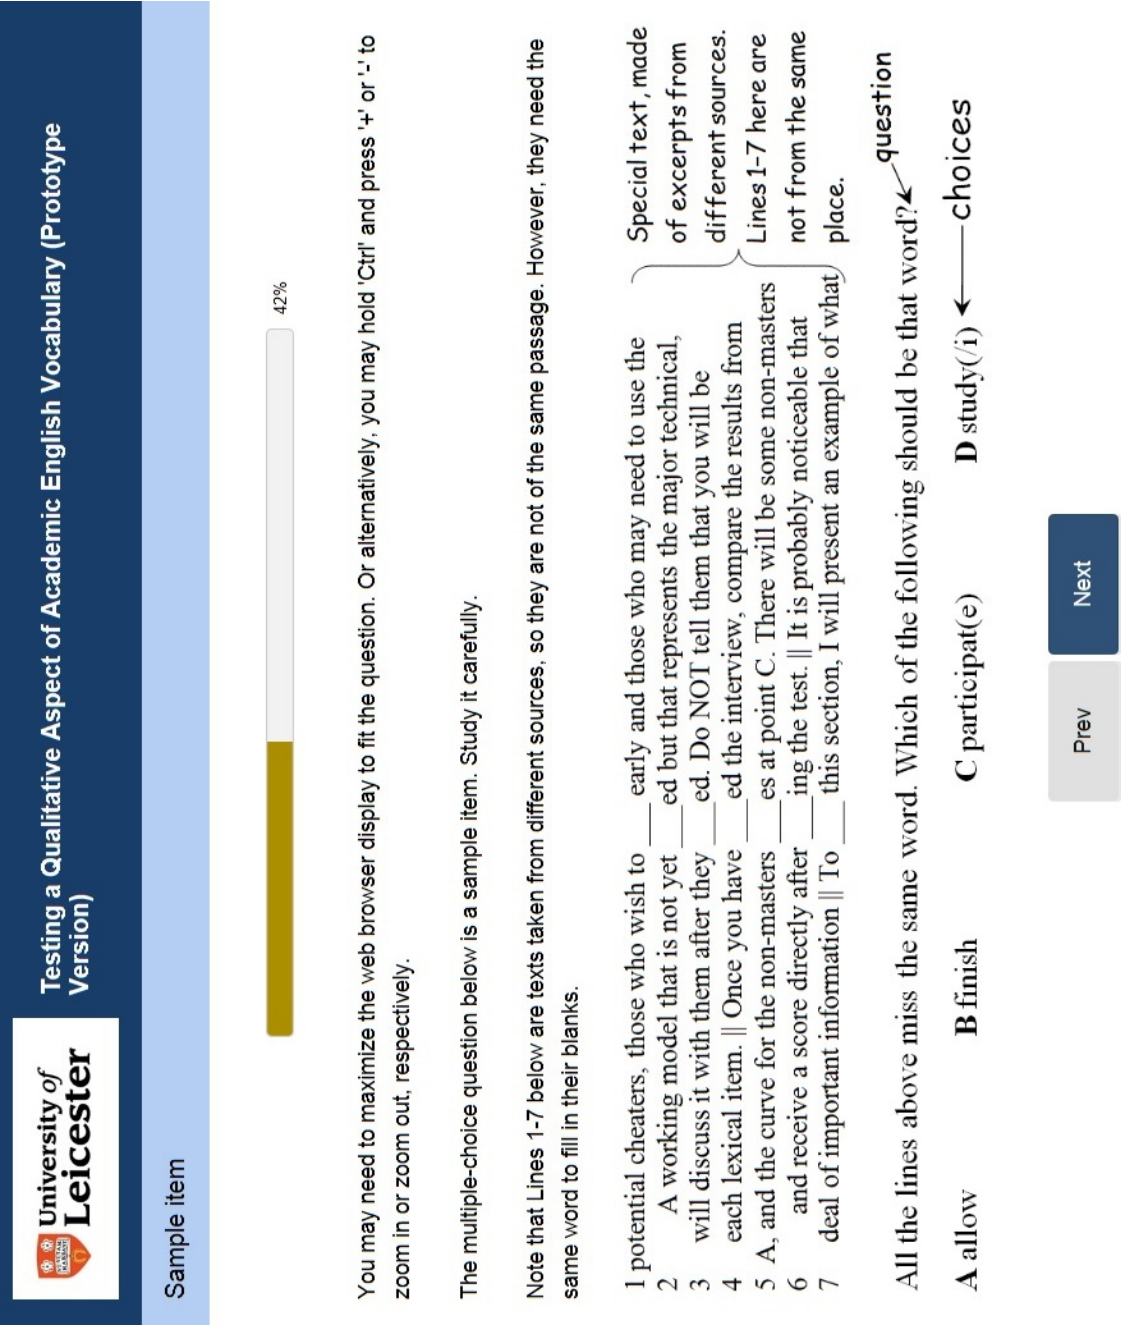 University of
Leicester
Testing a Qualitative Aspect of Academic English Vocabulary (Prototype
Version)
Sample item
42%
You may need to maximize the web browser display to fit the question. Or alternatively, you may hold 'Ctrl' and press '+' or '-' to
zoom in or zoom out, respectively.
The multiple-choice question below is a sample item. Study it carefully.
Note that Lines 1-7 below are texts taken from different sources, so they are not of the same passage. However, they need the
same word to fill in their blanks.
1 potential cheaters, those who wish to ___ early and those who may need to use the
2 A working model that is not yet ___ed but that represents the major technical,
3 will discuss it with them after they ___ed. Do NOT tell them that you will be
4 each lexical item. || Once you have ___ed the interview, compare the results from
5 A, and the curve for the non-masters ___es at point C. There will be some non-masters
6 and receive a score directly after ___ing the test. || It is probably noticeable that
7 deal of important information || To ___ this section, I will present an example of what
Special text, made
of excerpts from
different sources.
Lines 1-7 here are
not from the same
place.
All the lines above miss the same word. Which of the following should be that word?
question
A allow B finish C participat(e) D study(/i)
choices
Prev Next